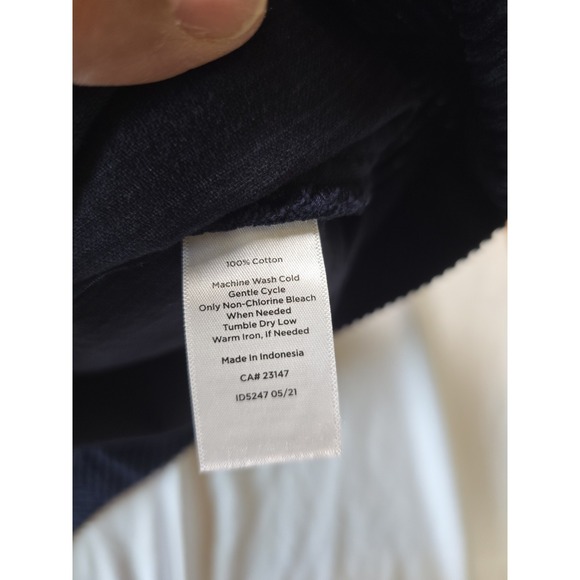 100% Cotton
Machine Wash Cold
Gentle Cycle
Only Non-Chlorine Bleach
When Needed
Tumble Dry Low
Warm Iron, If Needed
Made In Indonesia
CA# 23147
ID5247 05/21